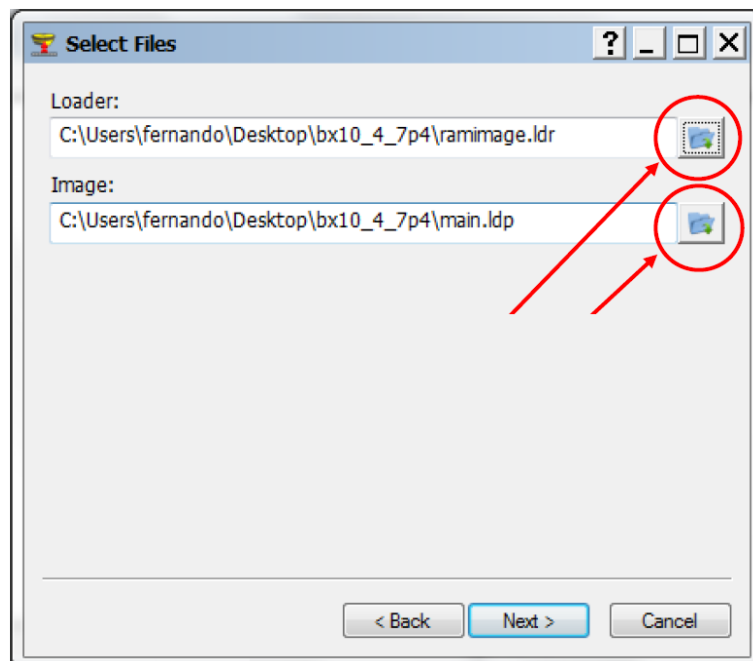 Select Files
Loader:
C:\Users\fernando\Desktop\bx10_4_7p4\ramimage.ldr
Image:
C:\Users\fernando\Desktop\bx10_4_7p4\main.ldp
< Back Next > Cancel